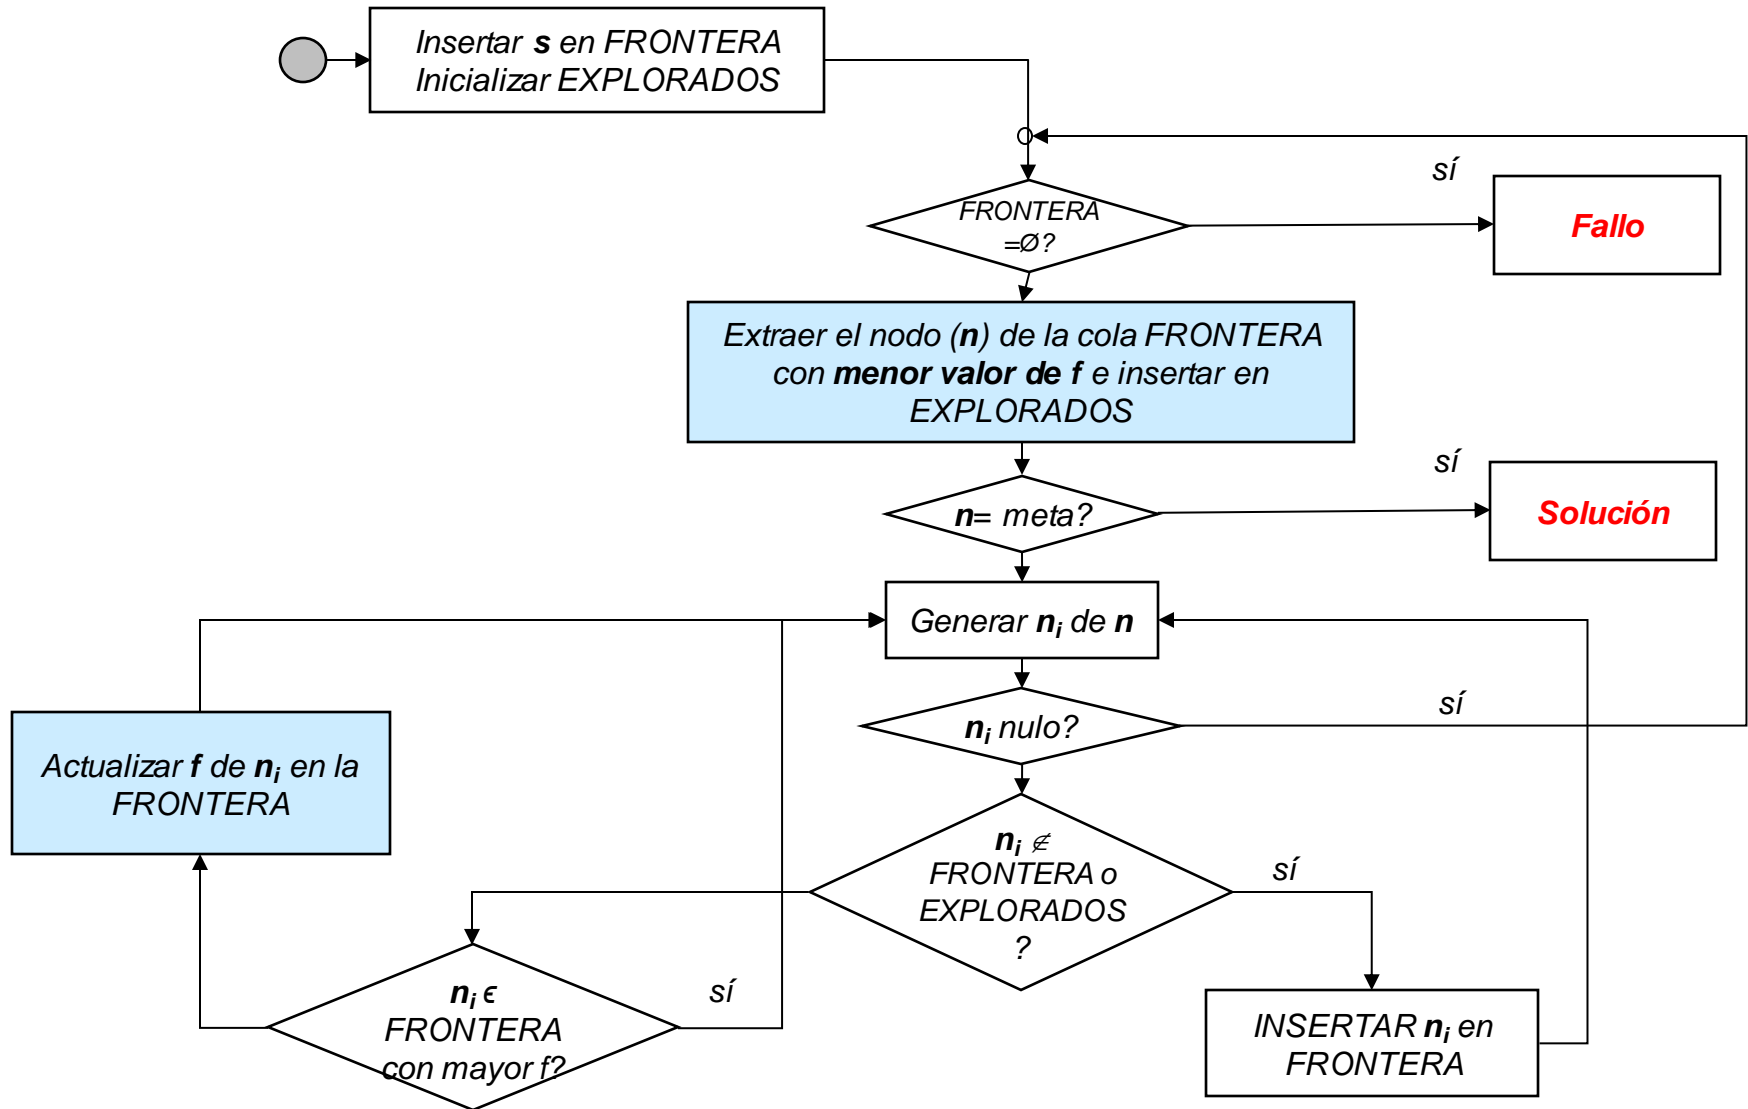 Insertar s en FRONTERA
Inicializar EXPLORADOS
FRONTERA
=Ø?
sí
Fallo
Extraer el nodo (n) de la cola FRONTERA
con menor valor de f e insertar en
EXPLORADOS
n= meta?
sí
Solución
Generar nᵢ de n
nᵢ nulo?
sí
Actualizar f de nᵢ en la
FRONTERA
nᵢ ∉
FRONTERA o
EXPLORADOS
?
sí
nᵢ ϵ
FRONTERA
con mayor f?
sí
INSERTAR nᵢ en
FRONTERA